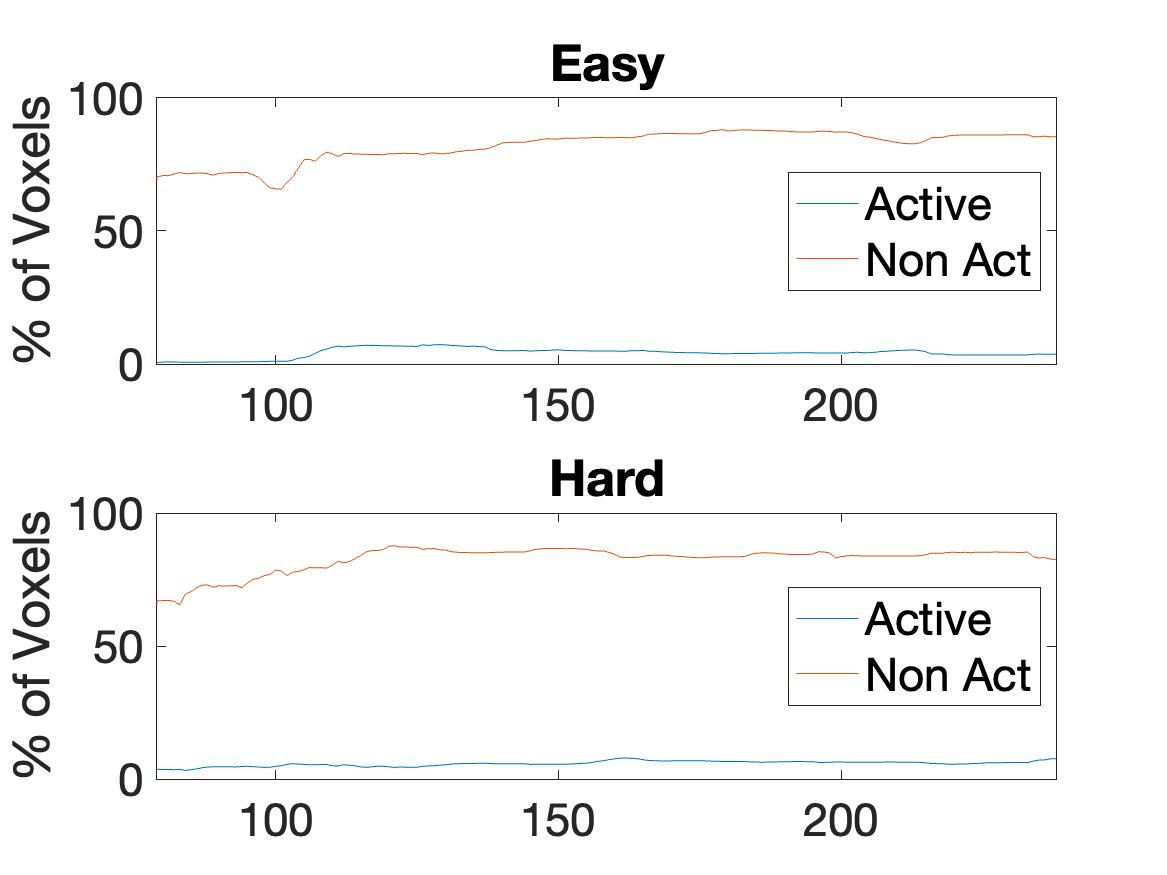 Easy
% of Voxels
100
50
0
Active
Non Act
100 150 200
Hard
% of Voxels
100
50
0
Active
Non Act
100 150 200